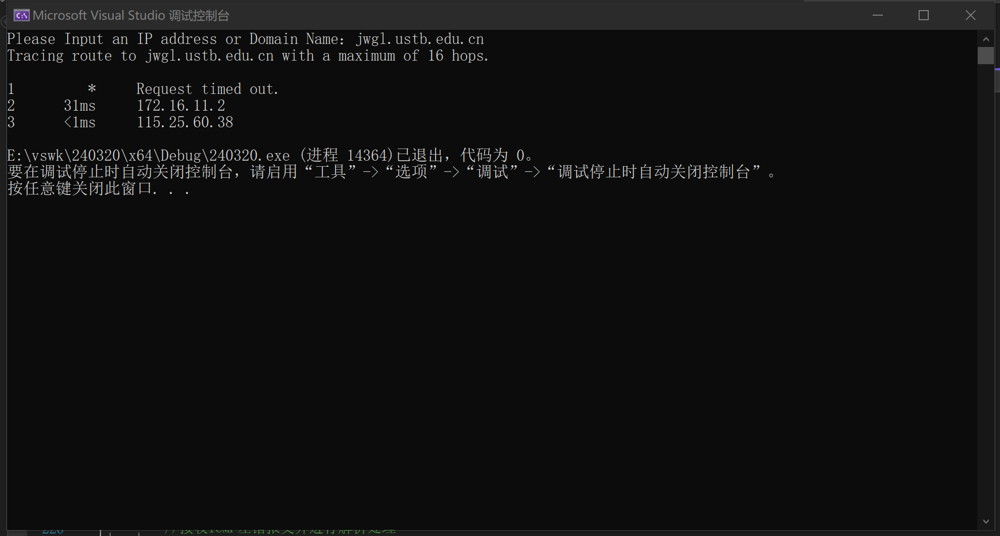 Microsoft Visual Studio 调试控制台
Please Input an IP address or Domain Name: jwgl.ustb.edu.cn
Tracing route to jwgl.ustb.edu.cn with a maximum of 16 hops.
1 * Request timed out.
2 31ms 172.16.11.2
3 <1ms 115.25.60.38
E:\vswk\240320\x64\Debug\240320.exe (进程 14364)已退出，代码为 0。
要在调试停止时自动关闭控制台，请启用“工具”->“选项”->“调试”->“调试停止时自动关闭控制台”。
按任意键关闭此窗口. . .